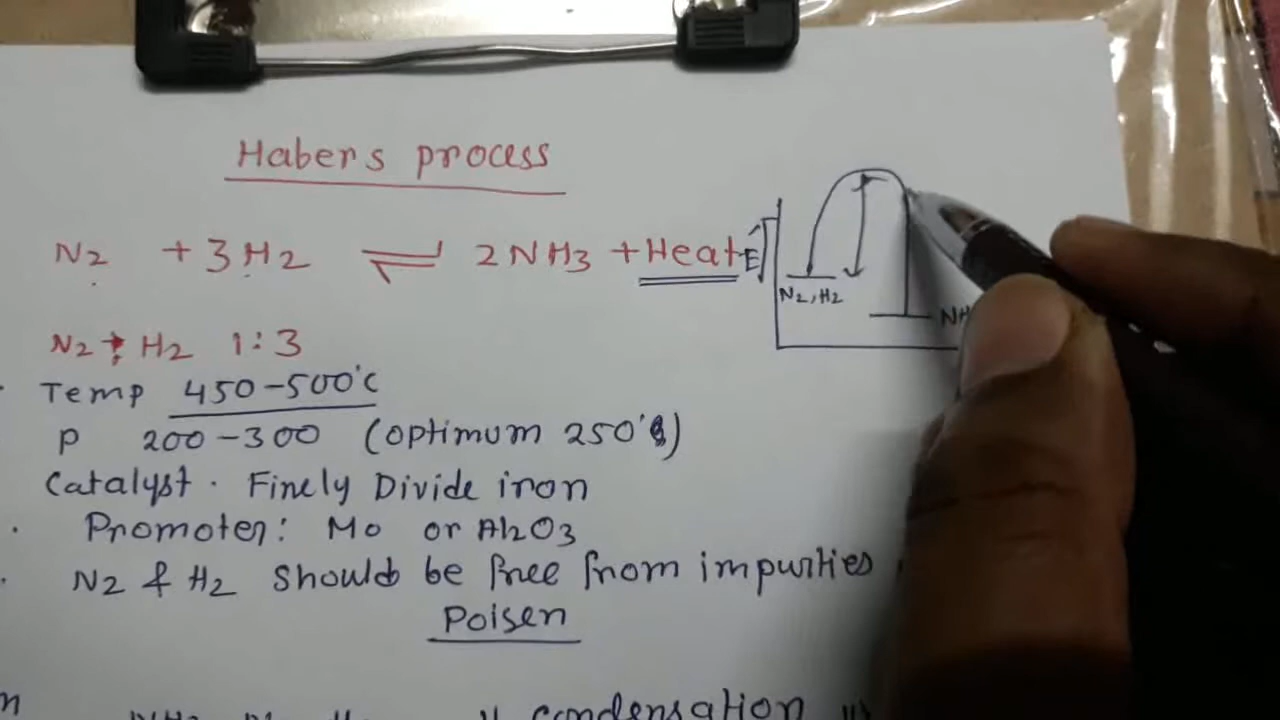 Habers process
N2 + 3H2 ⇌ 2NH3 + Heat
E
N2, H2
N2 : H2 1 : 3
Temp 450-500°C
P 200-300 (optimum 250)
Catalyst . Finely Divide iron
Promoter: Mo or Al2O3
N2 & H2 should be free from impurties
Poisen
condensation